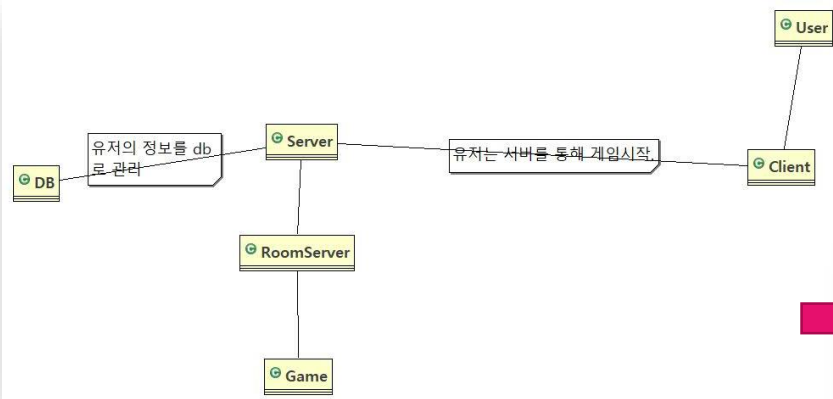 C User
C Server
유저의 정보를 db
로 관리
유저는 서버를 통해 게임시작.
C DB
C Client
C RoomServer
C Game